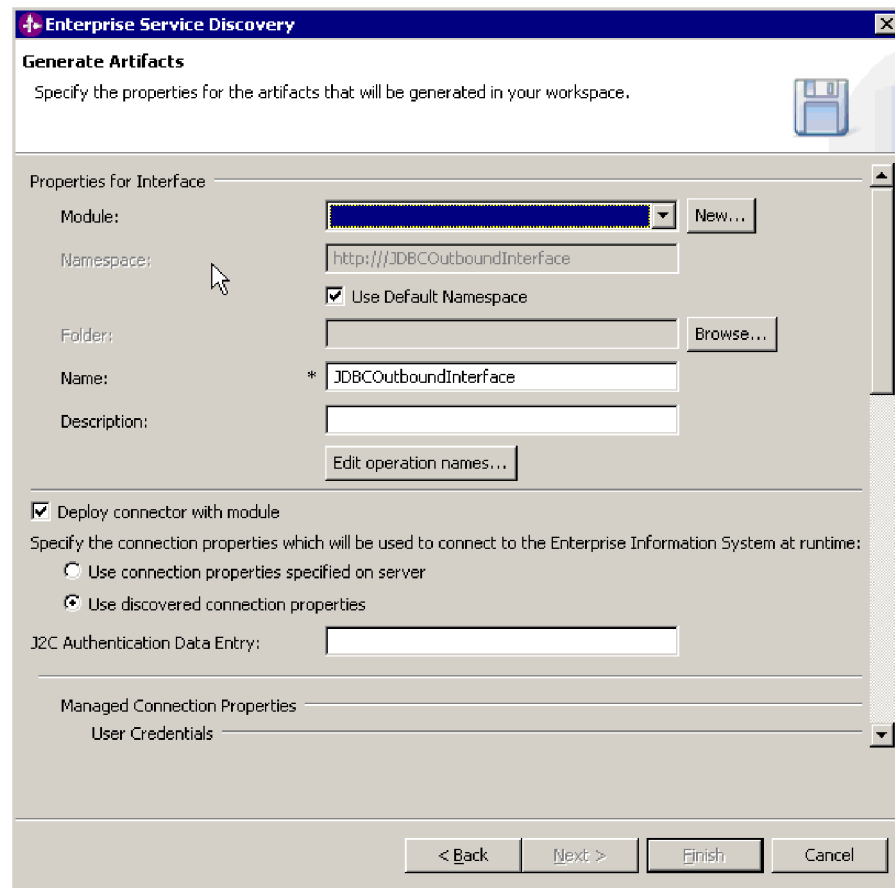 Enterprise Service Discovery
Generate Artifacts
Specify the properties for the artifacts that will be generated in your workspace.
Properties for Interface
Module:
New...
Namespace:
http:///JDBCOutboundInterface
Use Default Namespace
Folder:
Browse...
Name:
* JDBCOutboundInterface
Description:
Edit operation names...
Deploy connector with module
Specify the connection properties which will be used to connect to the Enterprise Information System at runtime:
Use connection properties specified on server
Use discovered connection properties
J2C Authentication Data Entry:
Managed Connection Properties
User Credentials
< Back
Next >
Finish
Cancel